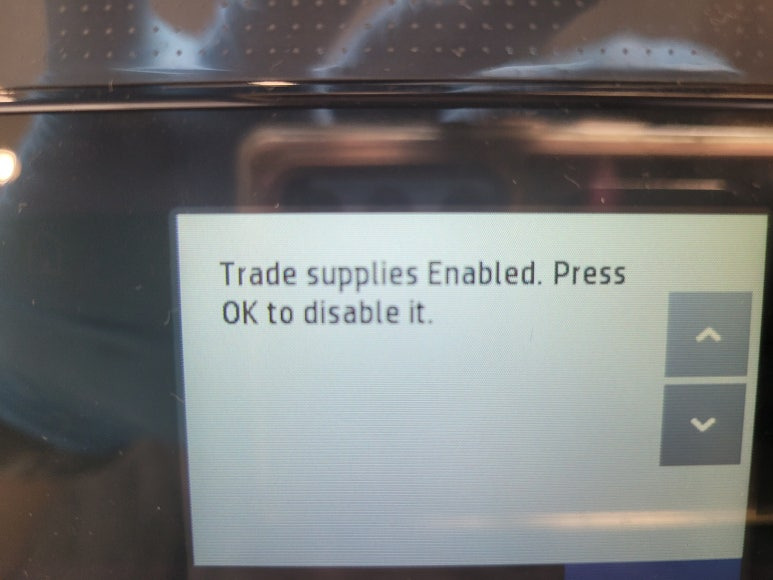 Trade supplies Enabled. Press
OK to disable it.